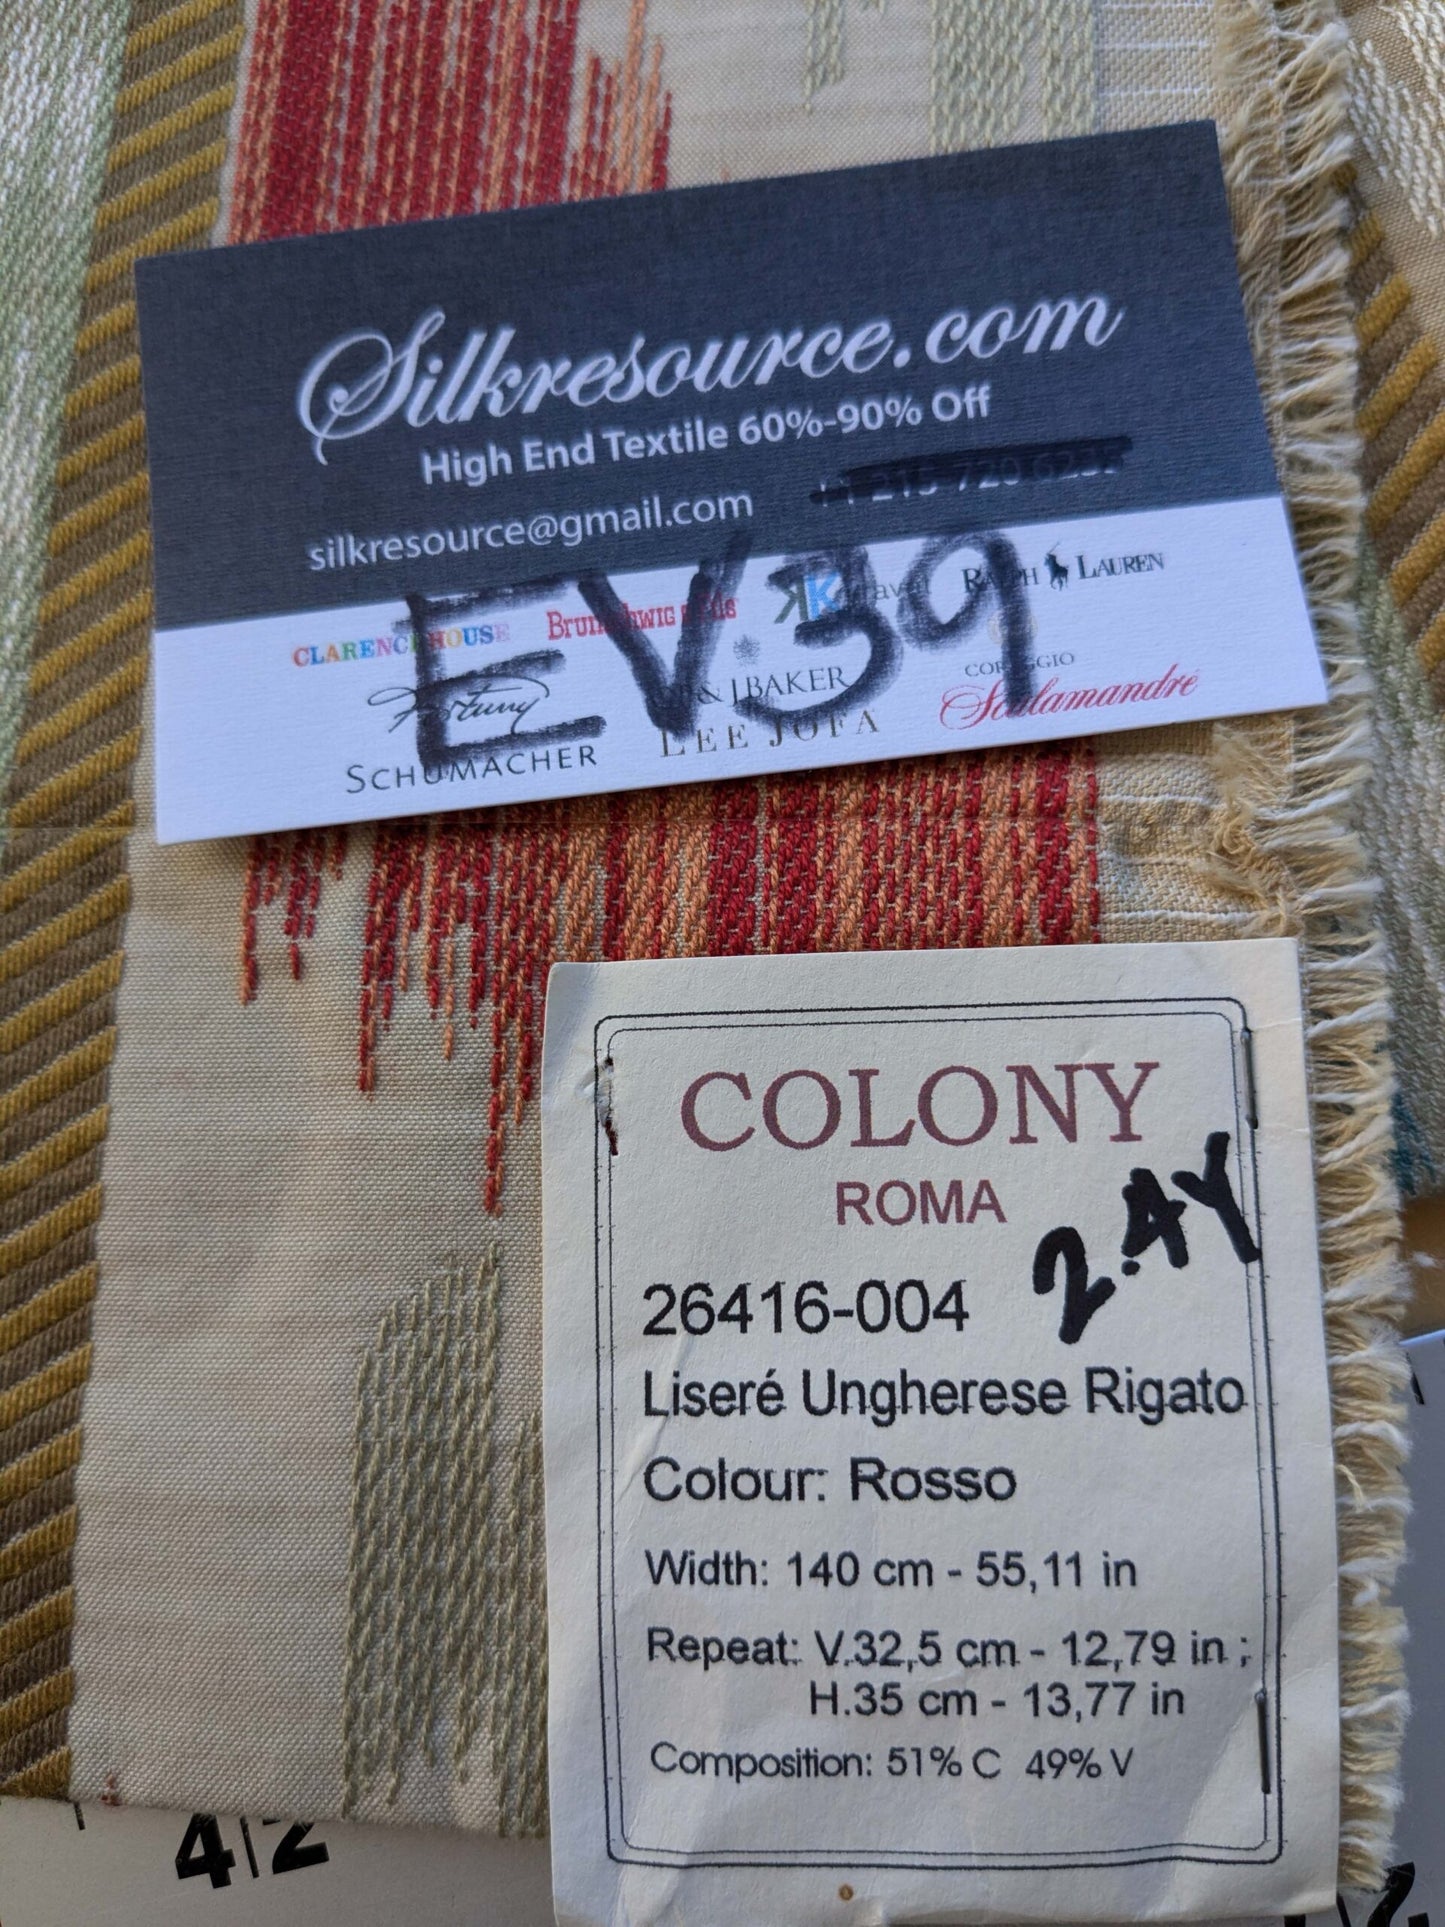 Silkresource.com
High End Textile 60%-90% Off
silkresource@gmail.com
EV39
CLARENCE HOUSE
RALPH LAUREN
Fortuny
& J BAKER
Scalamandré
SCHUMACHER
LEE JOFA
COLONY
ROMA
2.4Y
26416-004
Liseré Ungherese Rigato
Colour: Rosso
Width: 140 cm - 55,11 in
Repeat: V.32,5 cm - 12,79 in ;
H.35 cm - 13,77 in
Composition: 51% C 49% V
4 2